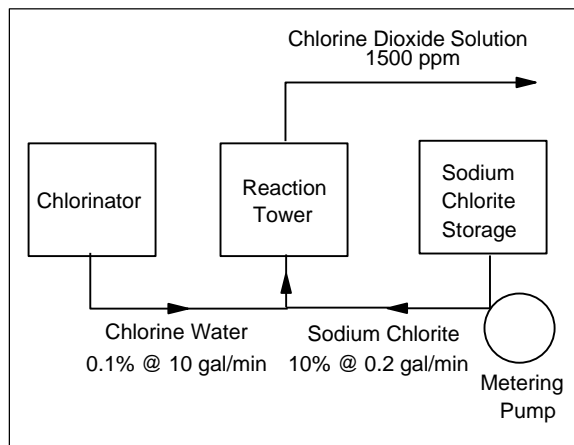 Chlorine Dioxide Solution
1500 ppm
Chlorinator
Reaction
Tower
Sodium
Chlorite
Storage
Chlorine Water
0.1% @ 10 gal/min
Sodium Chlorite
10% @ 0.2 gal/min
Metering
Pump